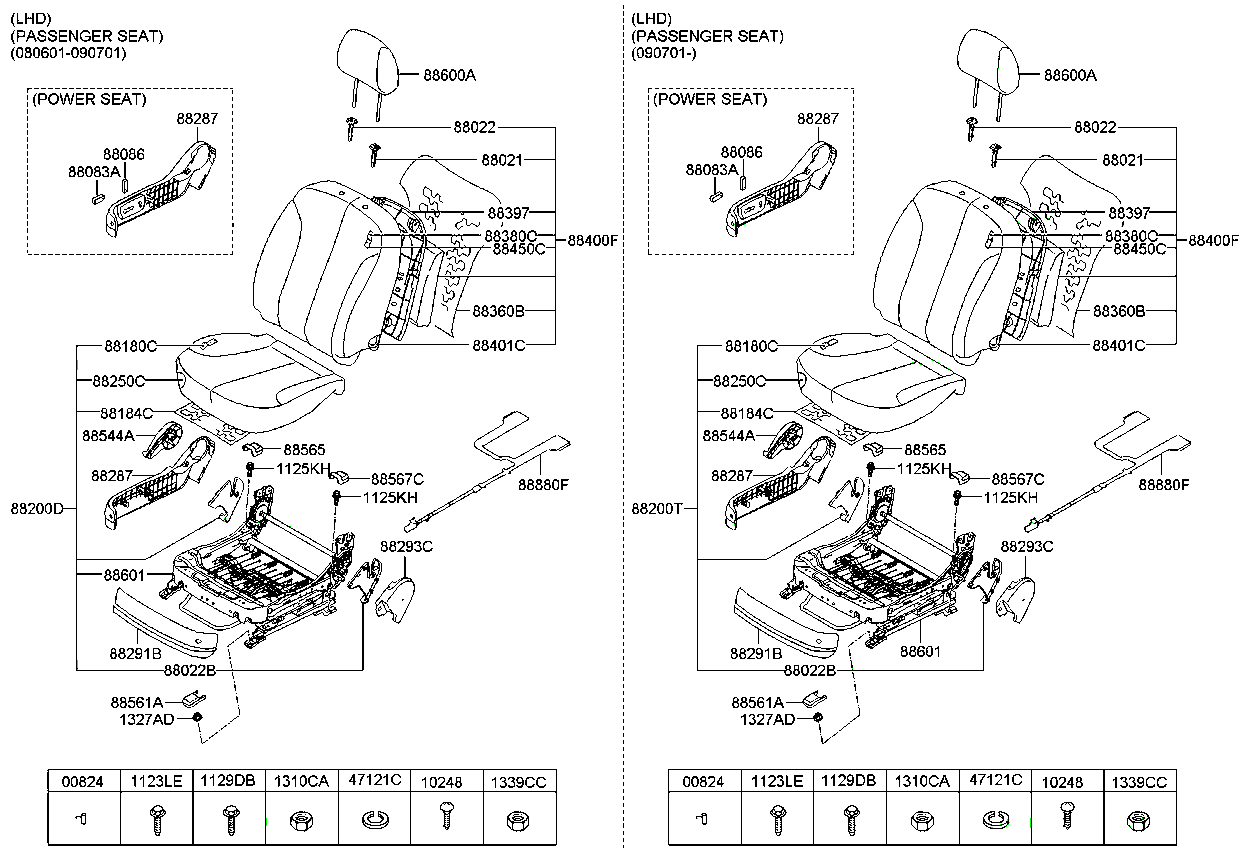 (LHD)
(PASSENGER SEAT)
(080601-090701)
(POWER SEAT)
88287
88086
88083A
88600A
88022
88021
88397
88380C
88400F
88450C
88360B
88401C
88180C
88250C
88184C
88544A
88287
88565
1125KH
88567C
1125KH
88880F
88200D
88293C
88601
88291B
88022B
88561A
1327AD
00824 1123LE 1129DB 1310CA 47121C 10248 1339CC
(LHD)
(PASSENGER SEAT)
(090701-)
(POWER SEAT)
88287
88086
88083A
88600A
88022
88021
88397
88380C
88400F
88450C
88360B
88401C
88180C
88250C
88184C
88544A
88287
88565
1125KH
88567C
1125KH
88880F
88200T
88293C
88601
88291B
88022B
88561A
1327AD
00824 1123LE 1129DB 1310CA 47121C 10248 1339CC